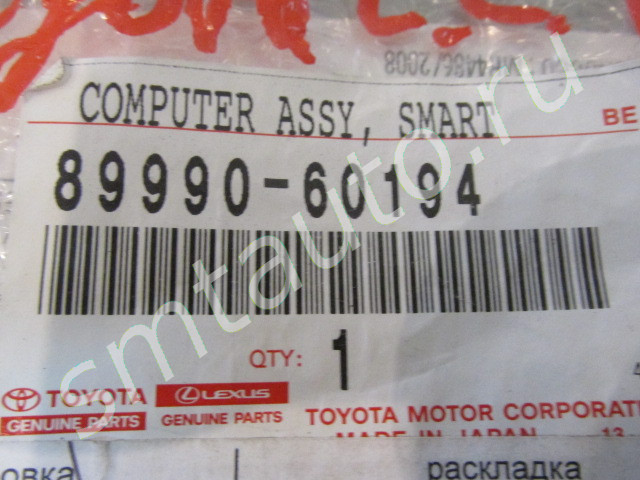 COMPUTER ASSY, SMART
BE
89990-60194
smtauto.ru
QTY: 1
TOYOTA
GENUINE PARTS
LEXUS
GENUINE PARTS
TOYOTA MOTOR CORPORATI
MADE IN JAPAN 13
овка
раскладка